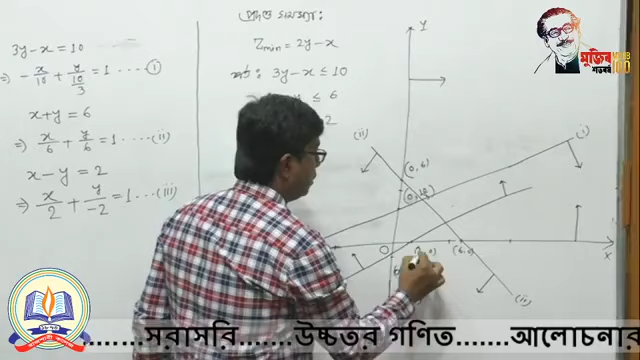 প্রদত্ত সমস্যা:
3y-x=10
⇒ -x/10 + y/(10/3) = 1 ····· (i)
x+y=6
⇒ x/6 + y/6 = 1 ····(ii)
x-y=2
⇒ x/2 + y/-2 = 1 ···(iii)
Zmin = 2y-x
শর্ত: 3y-x ≤ 10
≤ 6
2
Y
(ii)
(i)
(0,6)
O
(6,0)
X
(ii)
মুজিব
শতবর্ষ
100
........সরাসরি.......উচ্চতর গণিত.......আলোচনার